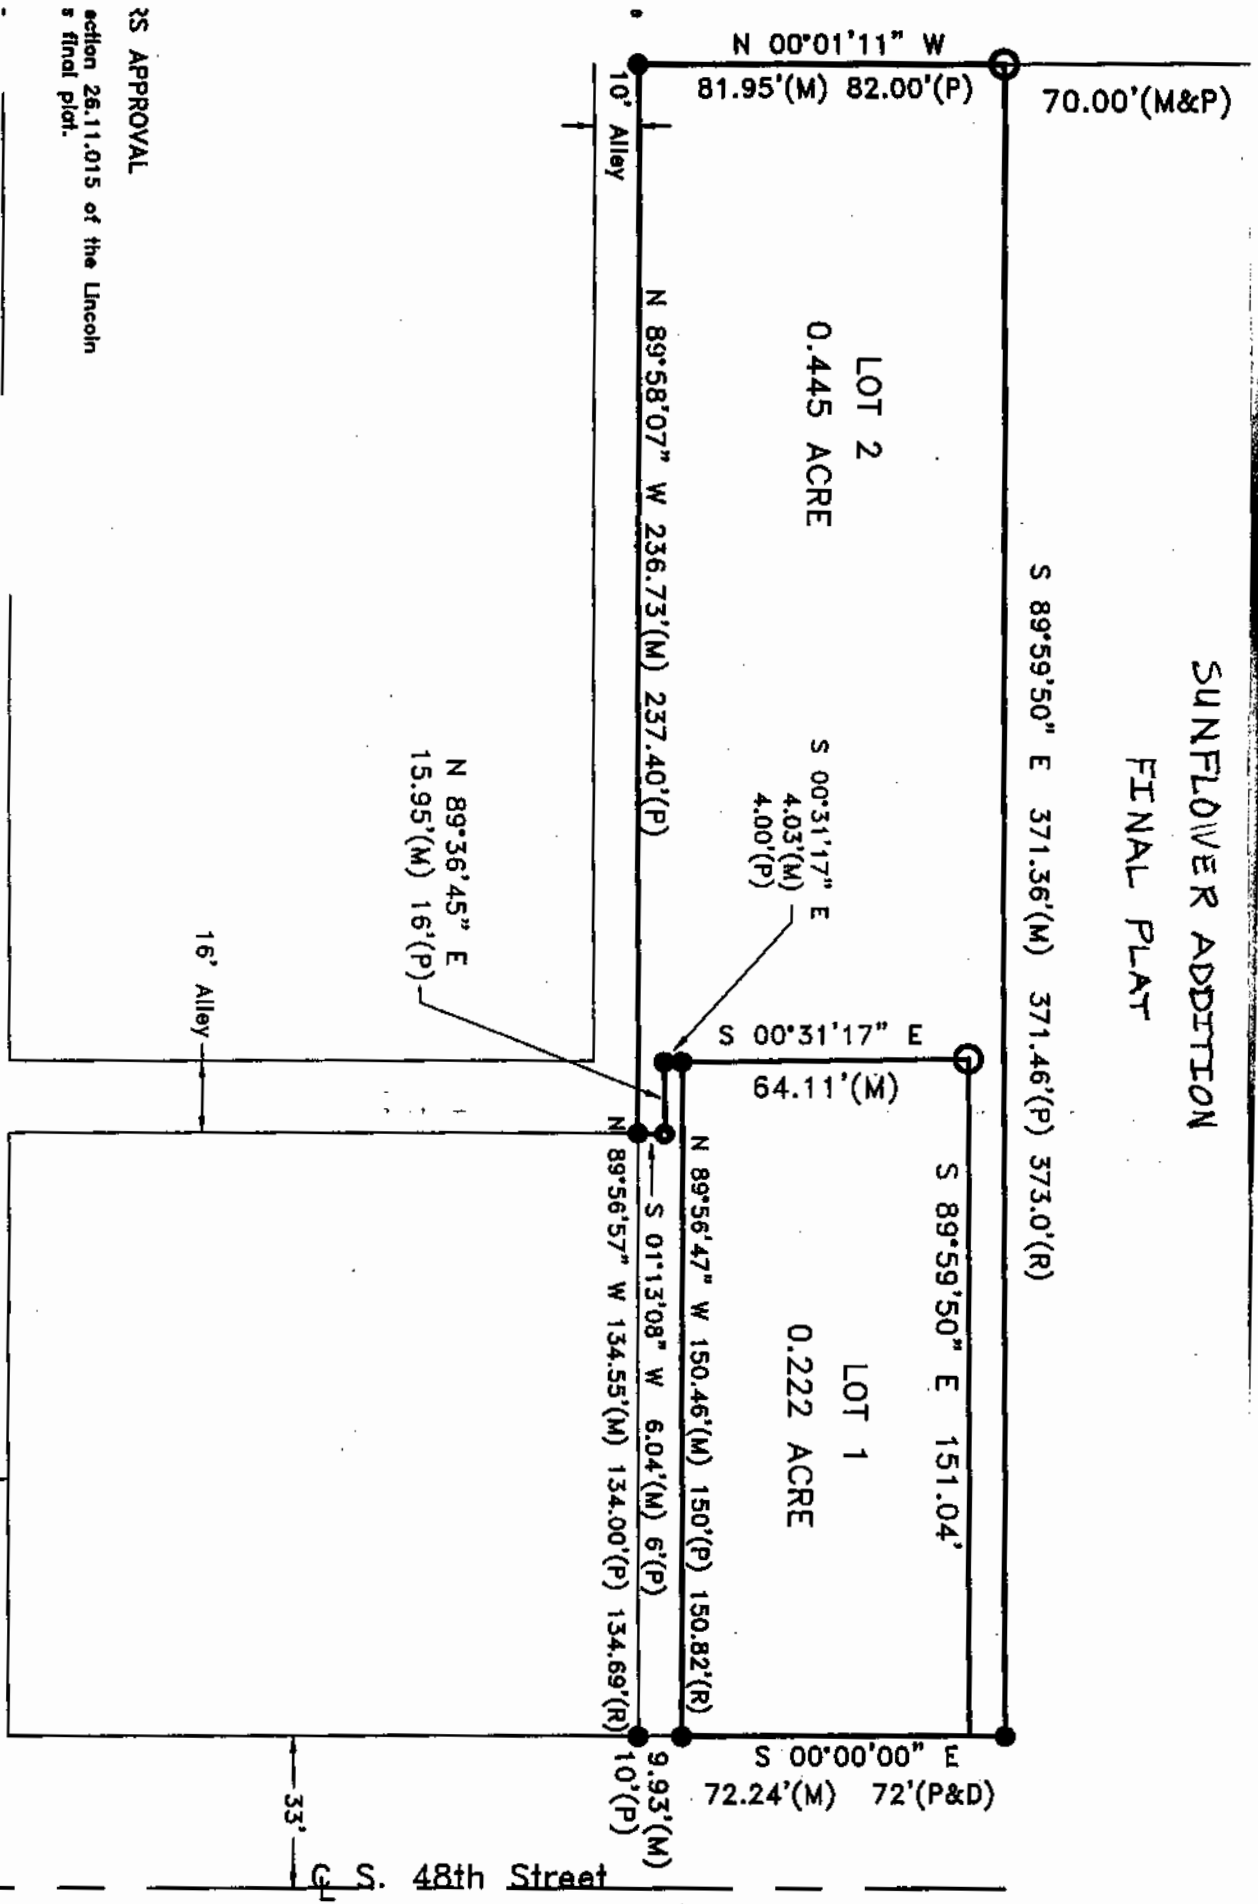 SUNFLOWER ADDITION
FINAL PLAT
N 00°01'11" W
81.95'(M) 82.00'(P)
70.00'(M&P)
S 89°59'50" E 371.36'(M) 371.46'(P) 373.0'(R)
LOT 2
0.445 ACRE
10' Alley
N 89°58'07" W 236.73'(M) 237.40'(P)
S 00°31'17" E
4.03'(M)
4.00'(P)
N 89°36'45" E
15.95'(M) 16'(P)
16' Alley
S 00°31'17" E
64.11'(M)
S 89°59'50" E 151.04'
LOT 1
0.222 ACRE
N 89°56'47" W 150.46'(M) 150'(P) 150.82'(R)
S 01°13'08" W 6.04'(M) 6'(P)
N 89°56'57" W 134.55'(M) 134.00'(P) 134.69'(R)
S 00°00'00" E
72.24'(M) 72'(P&D)
9.93'(M)
10'(P)
33'
℄ S. 48th Street
RS APPROVAL
ection 26.11.015 of the Lincoln
s final plat.